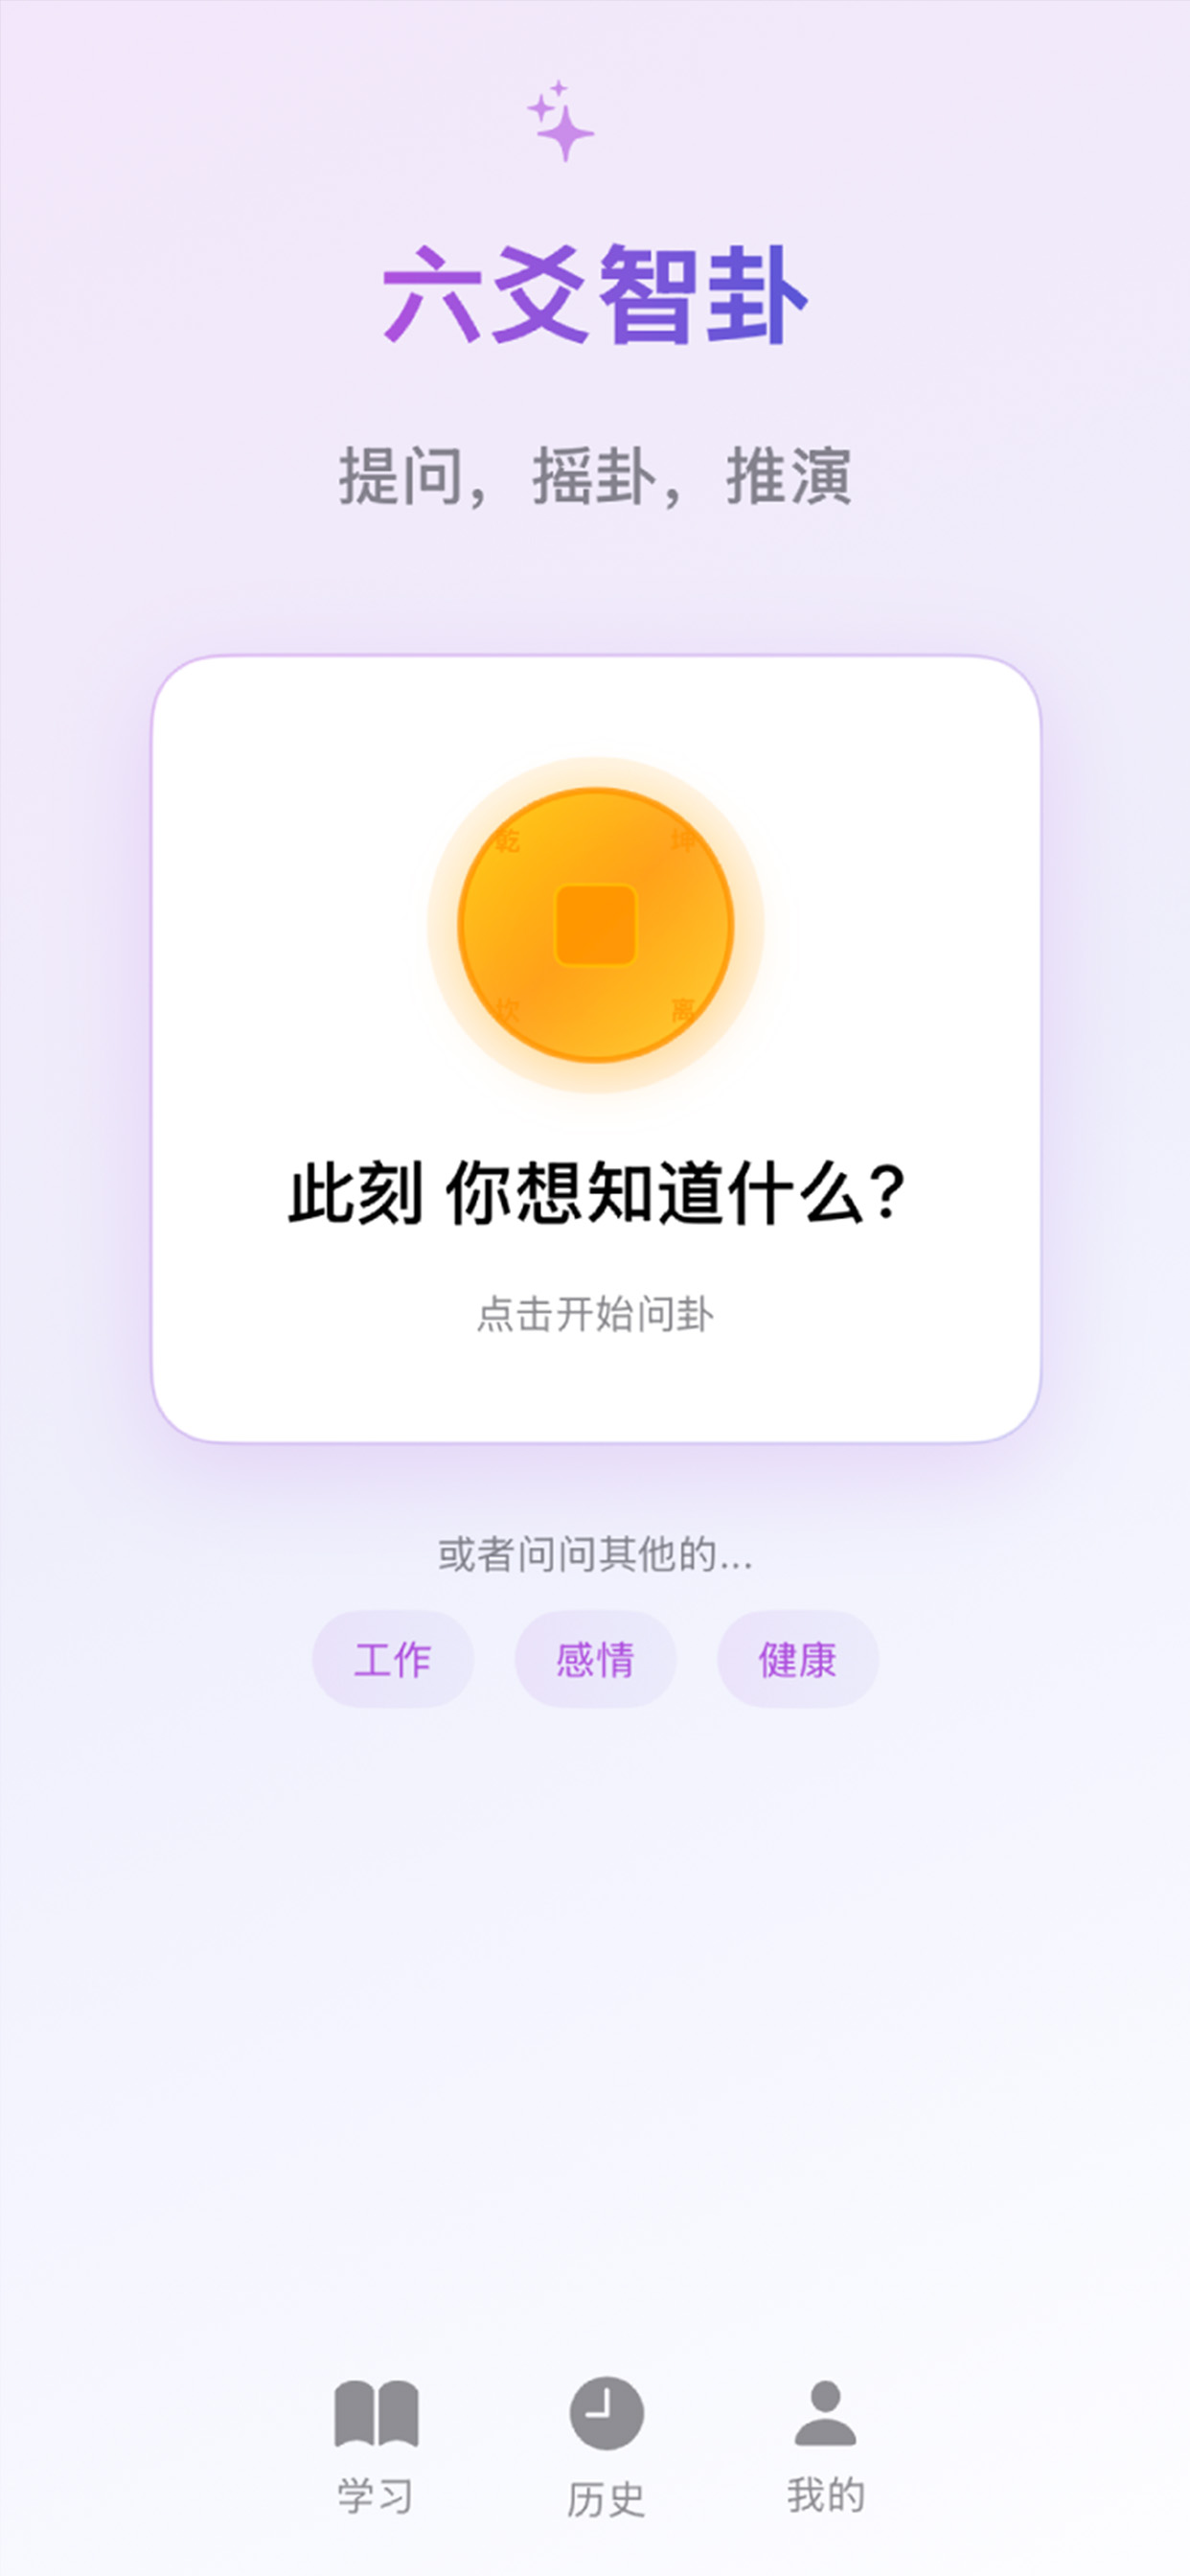 六爻智卦
提问，摇卦，推演
乾 坤
坎 离
此刻 你想知道什么？
点击开始问卦
或者问问其他的...
工作 感情 健康
学习 历史 我的